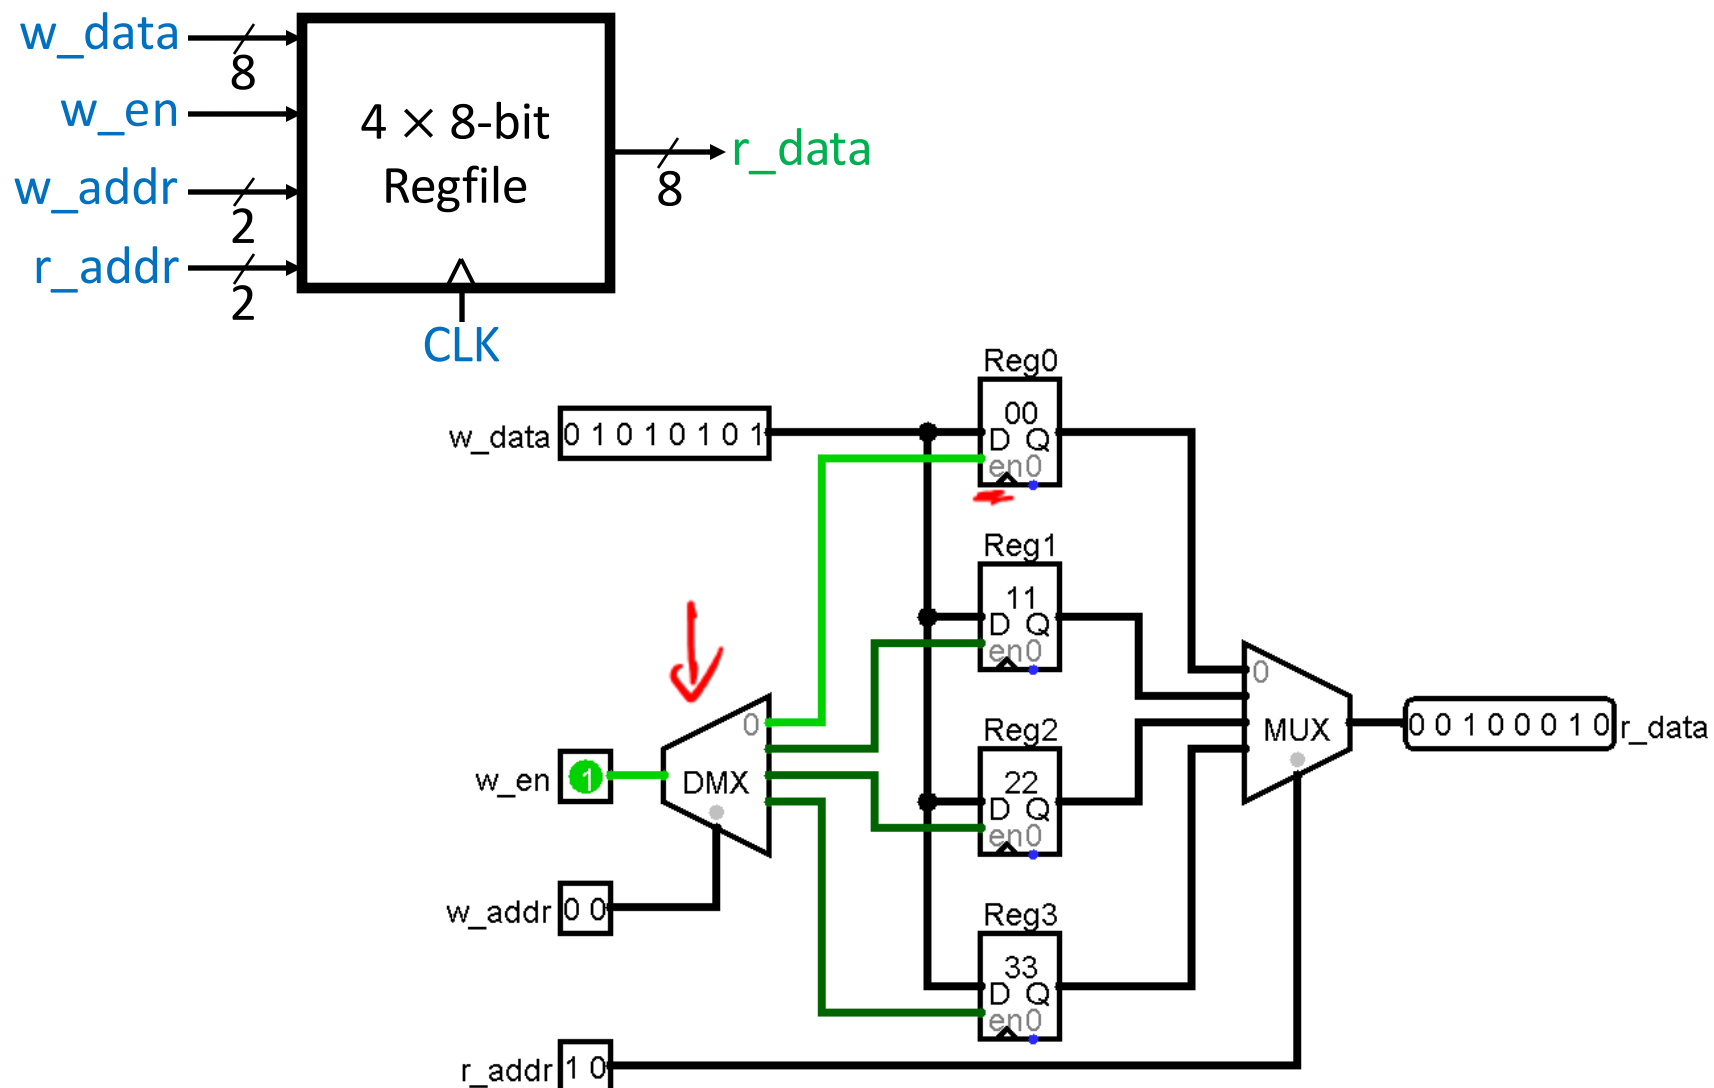 w_data
8
w_en
w_addr
2
r_addr
2
4 × 8-bit
Regfile
CLK
8
r_data
w_data
0 1 0 1 0 1 0 1
Reg0
00
D Q
en0
Reg1
11
D Q
en0
Reg2
22
D Q
en0
Reg3
33
D Q
en0
w_en
1
0
DMX
w_addr
0 0
r_addr
1 0
0
MUX
0 0 1 0 0 0 1 0
r_data